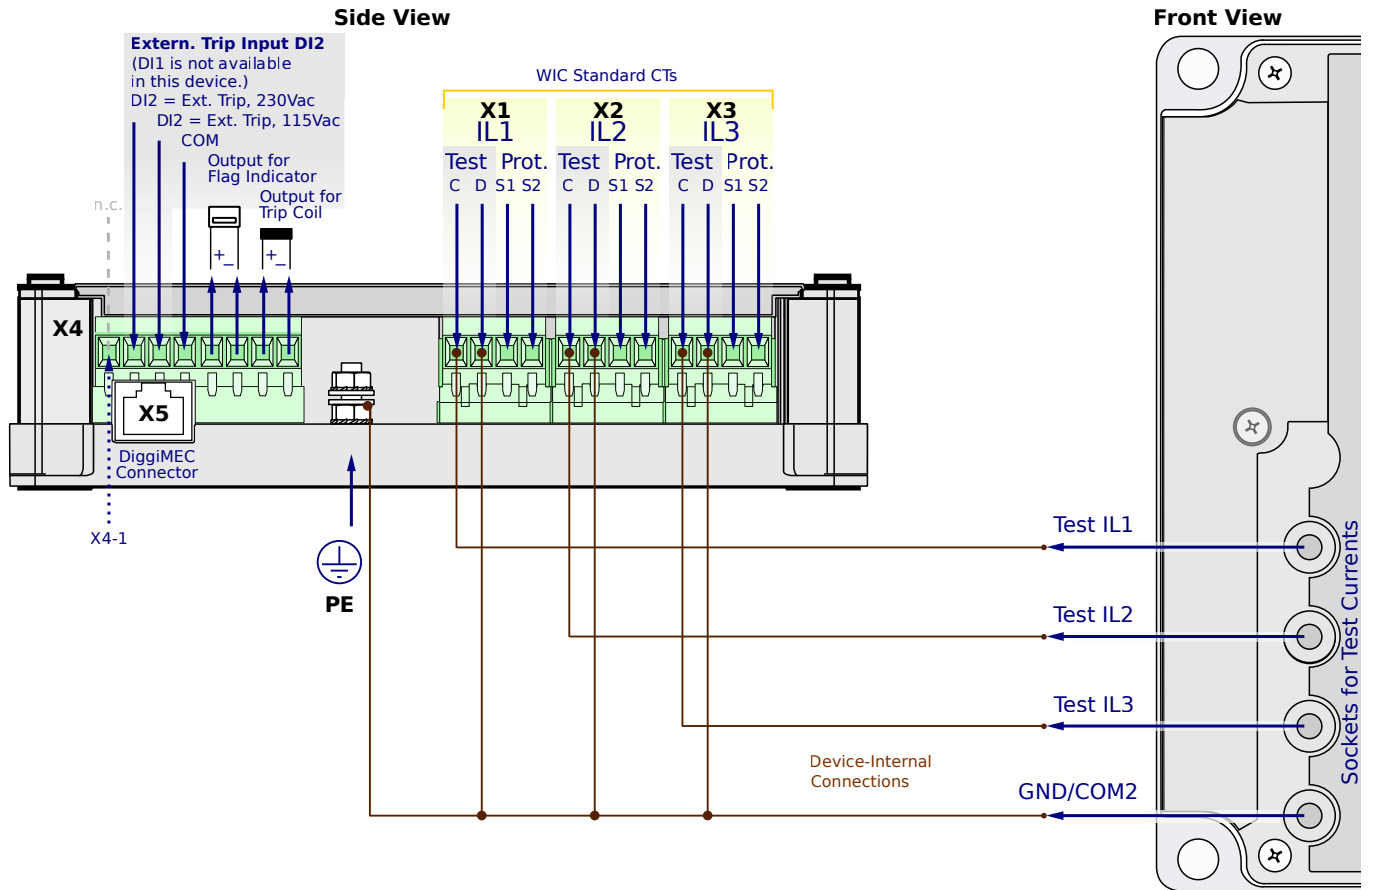 Side View
Front View
Extern. Trip Input DI2
(DI1 is not available
in this device.)
DI2 = Ext. Trip, 230Vac
DI2 = Ext. Trip, 115Vac
COM
Output for
Flag Indicator
Output for
Trip Coil
n.c.
+ –
+ –
WIC Standard CTs
X1
IL1
Test Prot.
C D S1 S2
X2
IL2
Test Prot.
C D S1 S2
X3
IL3
Test Prot.
C D S1 S2
X4
X5
DiggiMEC
Connector
X4-1
PE
Test IL1
Test IL2
Test IL3
GND/COM2
Device-Internal
Connections
Sockets for Test Currents